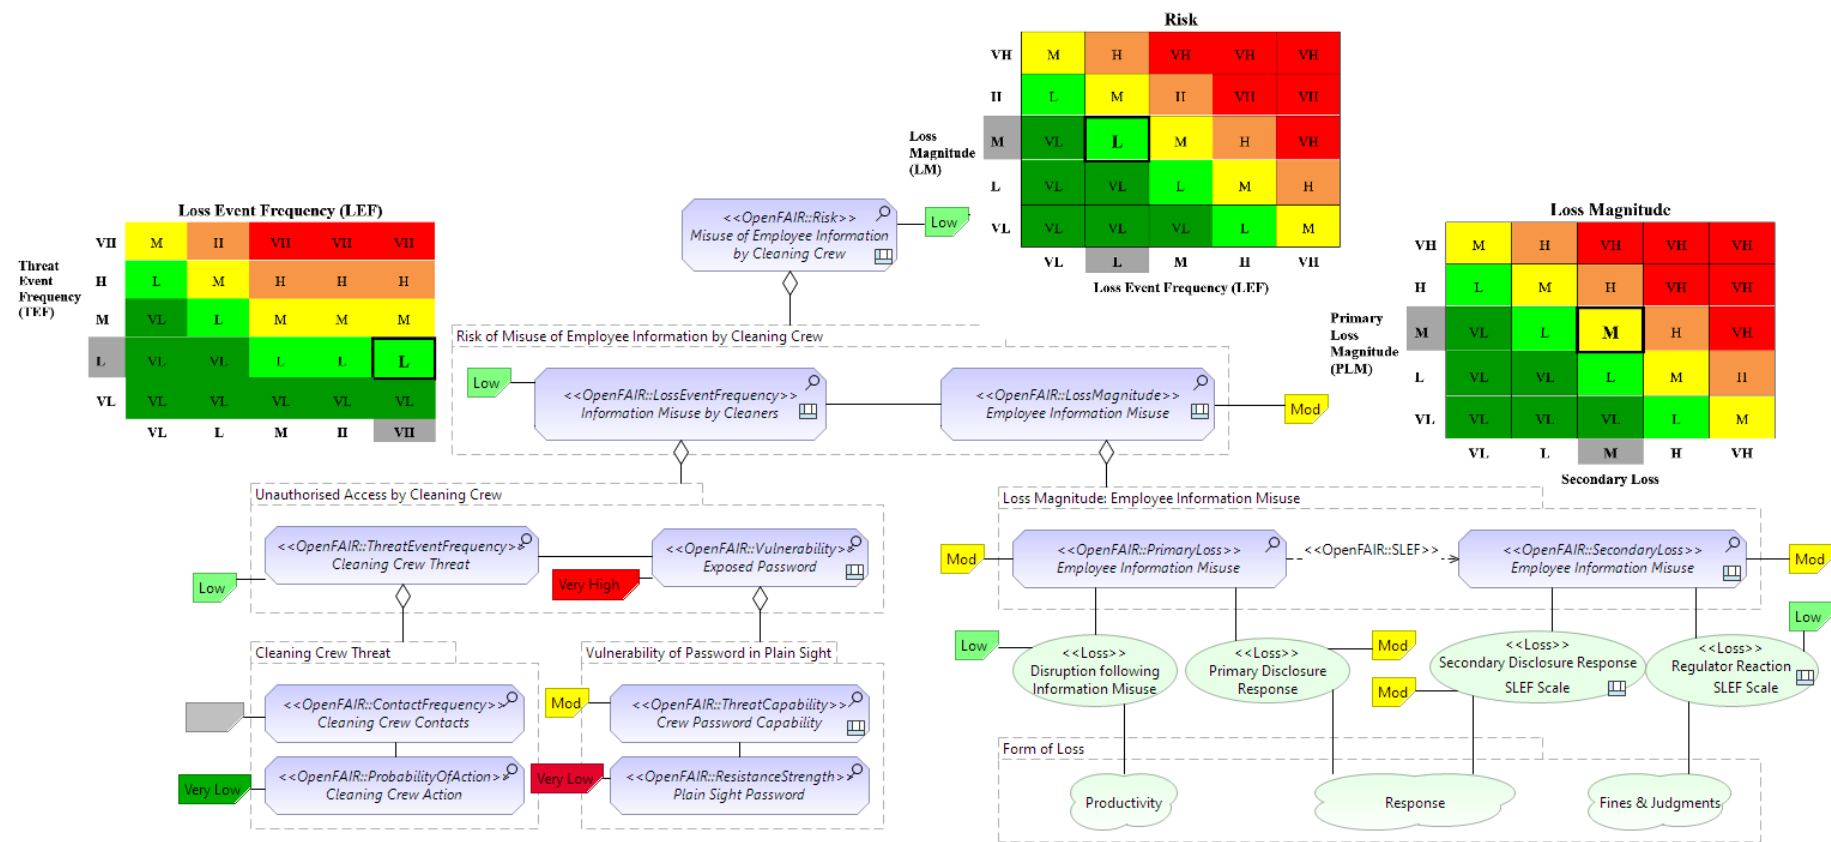 Risk
VH M H VH VH VH
H L M H VH VH
Loss
Magnitude
(LM)
M VL L M H VH
L VL VL L M H
VL VL VL VL L M
VL L M H VH
Loss Event Frequency (LEF)
Loss Event Frequency (LEF)
VH M H VH VH VH
Threat
Event
Frequency
(TEF)
H L M H H H
M VL L M M M
L VL VL L L L
VL VL VL VL VL VL
VL L M H VH
Loss Magnitude
VH M H VH VH VH
H L M H VH VH
Primary
Loss
Magnitude
(PLM)
M VL L M H VH
L VL VL L M H
VL VL VL VL L M
VL L M H VH
Secondary Loss
<<OpenFAIR::Risk>>
Misuse of Employee Information
by Cleaning Crew
Low
Risk of Misuse of Employee Information by Cleaning Crew
Low
<<OpenFAIR::LossEventFrequency>>
Information Misuse by Cleaners
<<OpenFAIR::LossMagnitude>>
Employee Information Misuse
Mod
Unauthorised Access by Cleaning Crew
<<OpenFAIR::ThreatEventFrequency>>
Cleaning Crew Threat
Low
<<OpenFAIR::Vulnerability>>
Exposed Password
Very High
Loss Magnitude: Employee Information Misuse
Mod
<<OpenFAIR::PrimaryLoss>>
Employee Information Misuse
<<OpenFAIR::SLEF>>
<<OpenFAIR::SecondaryLoss>>
Employee Information Misuse
Mod
Cleaning Crew Threat
<<OpenFAIR::ContactFrequency>>
Cleaning Crew Contacts
Very Low
<<OpenFAIR::ProbabilityOfAction>>
Cleaning Crew Action
Vulnerability of Password in Plain Sight
Mod
<<OpenFAIR::ThreatCapability>>
Crew Password Capability
Very Low
<<OpenFAIR::ResistanceStrength>>
Plain Sight Password
Low
<<Loss>>
Disruption following
Information Misuse
<<Loss>>
Primary Disclosure
Response
Mod
Mod
<<Loss>>
Secondary Disclosure Response
SLEF Scale
Low
<<Loss>>
Regulator Reaction
SLEF Scale
Form of Loss
Productivity
Response
Fines & Judgments